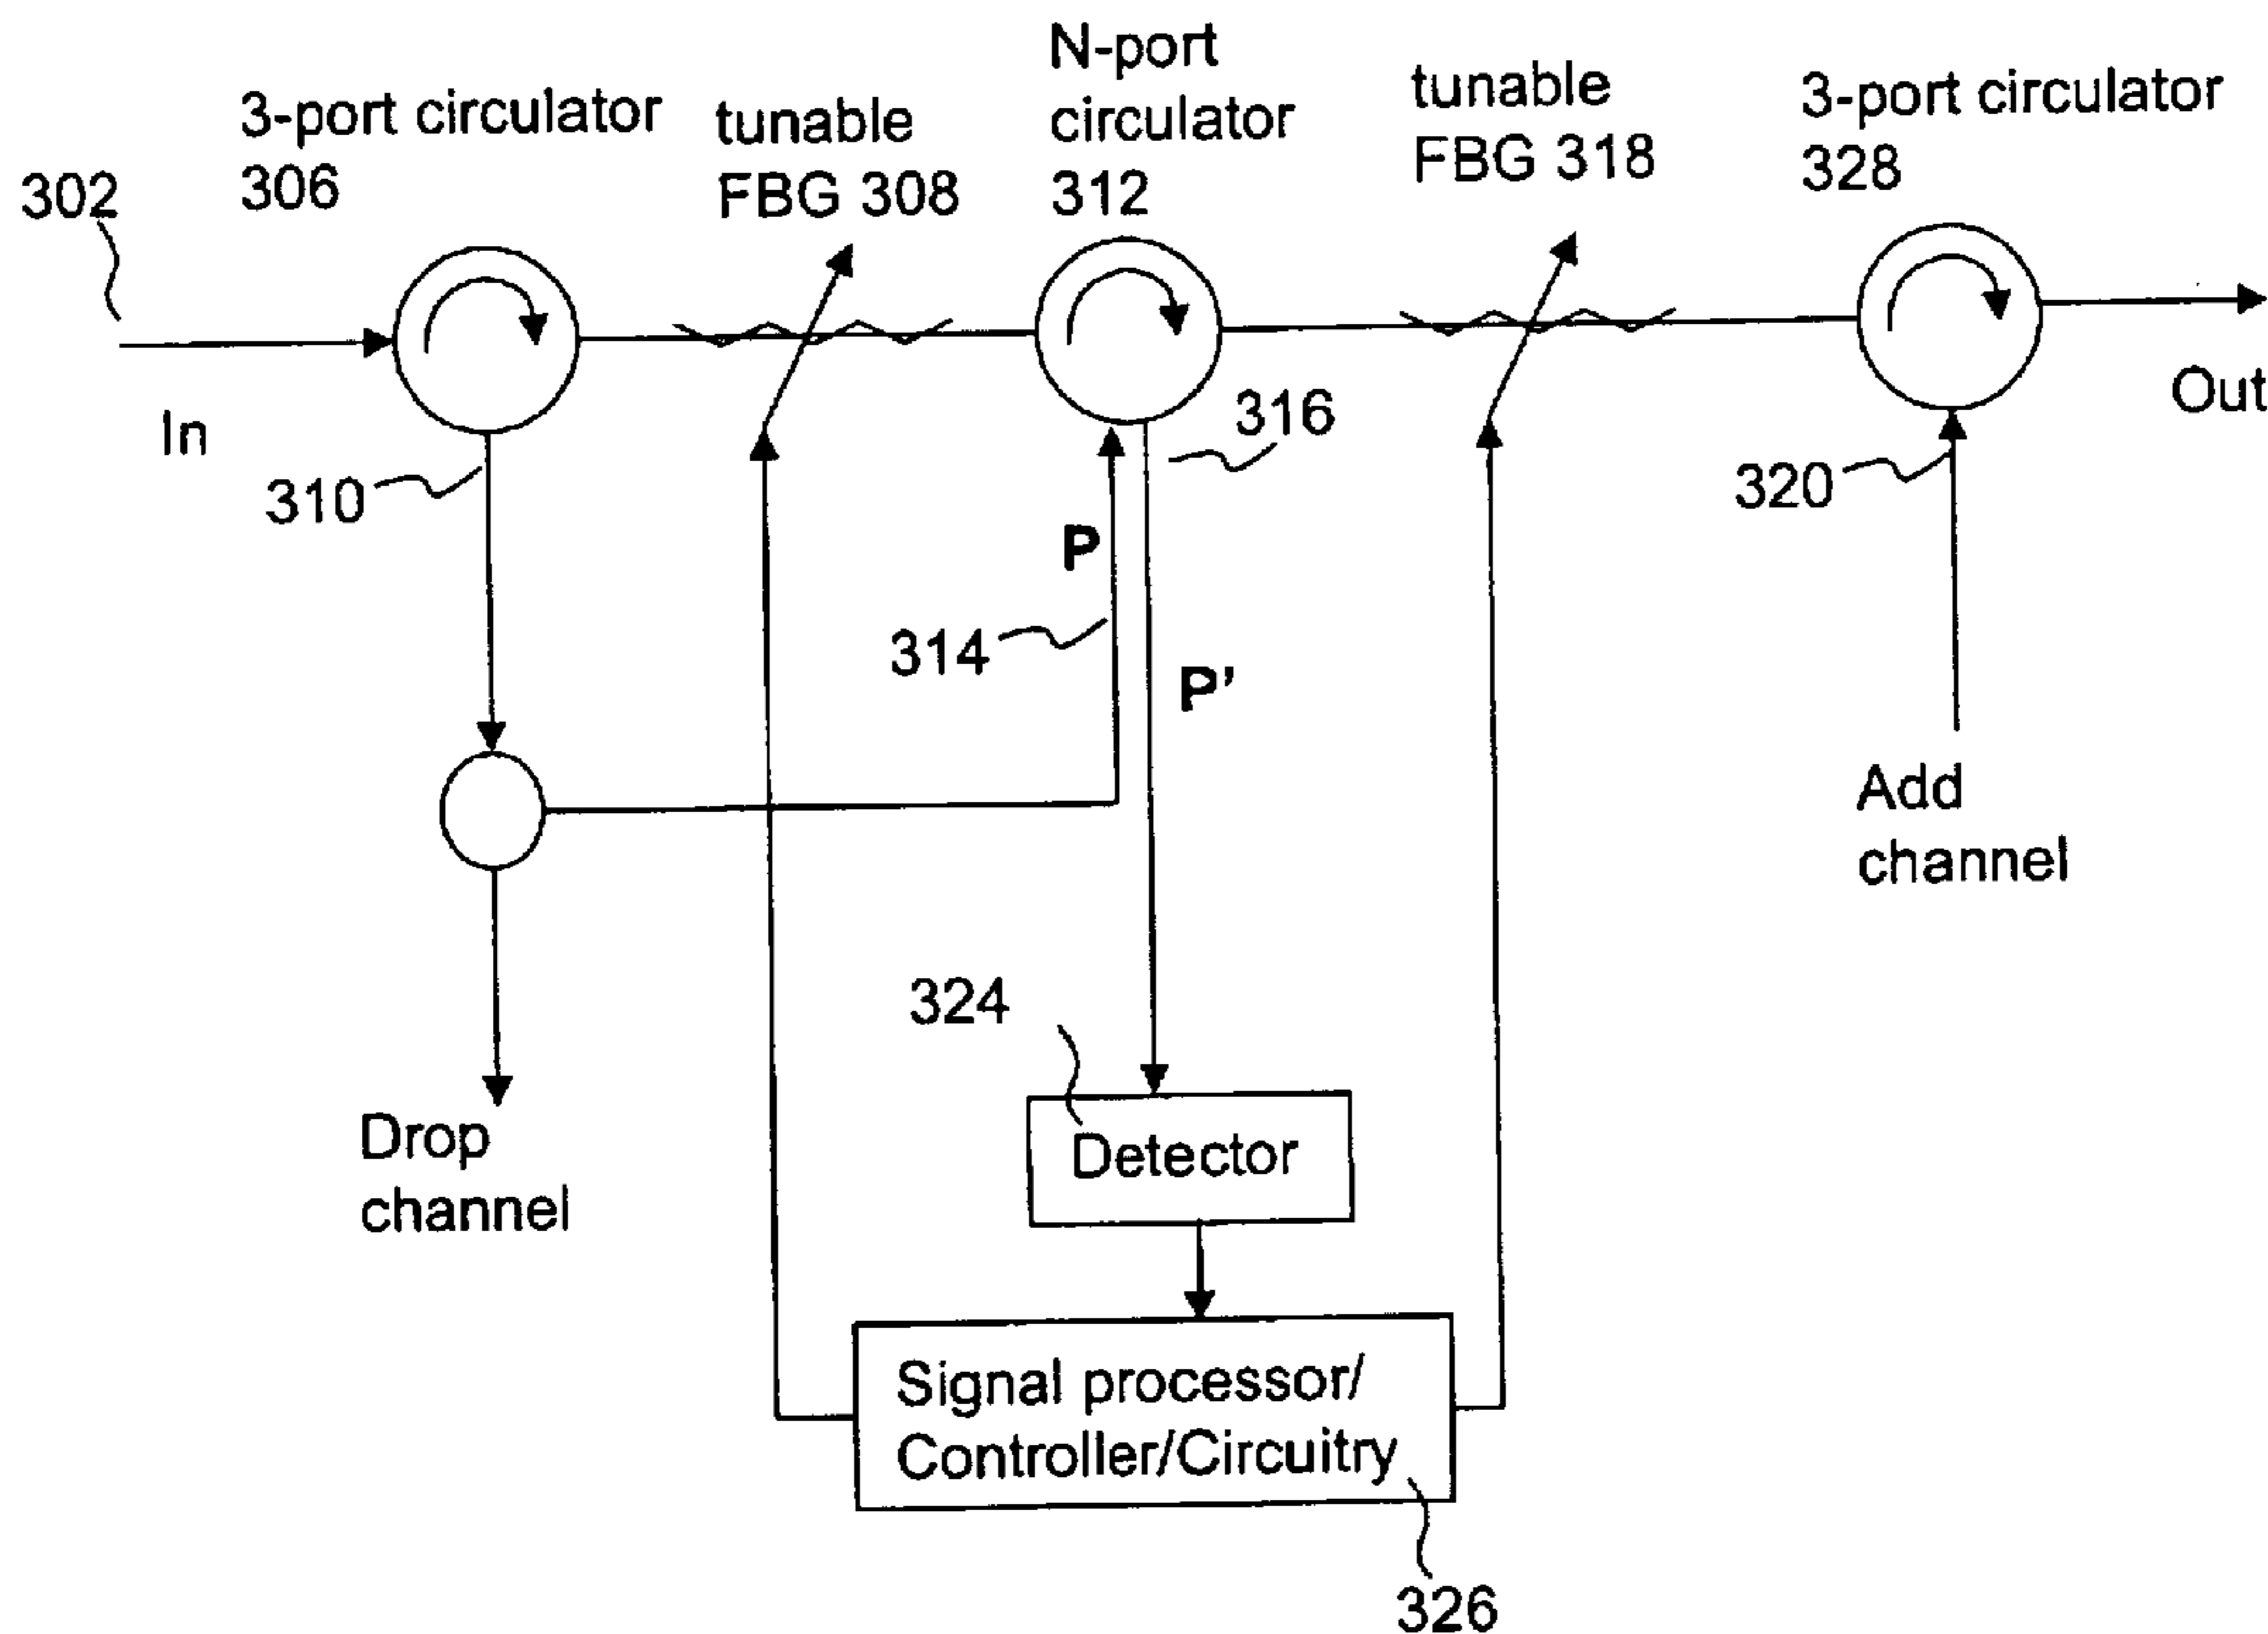 N-port
circulator
312
tunable
FBG 318
3-port circulator
328
3-port circulator
306
tunable
FBG 308
302
In
310
316
Out
320
P
314
P'
Add
channel
324
Drop
channel
Detector
Signal processor/
Controller/Circuitry
326